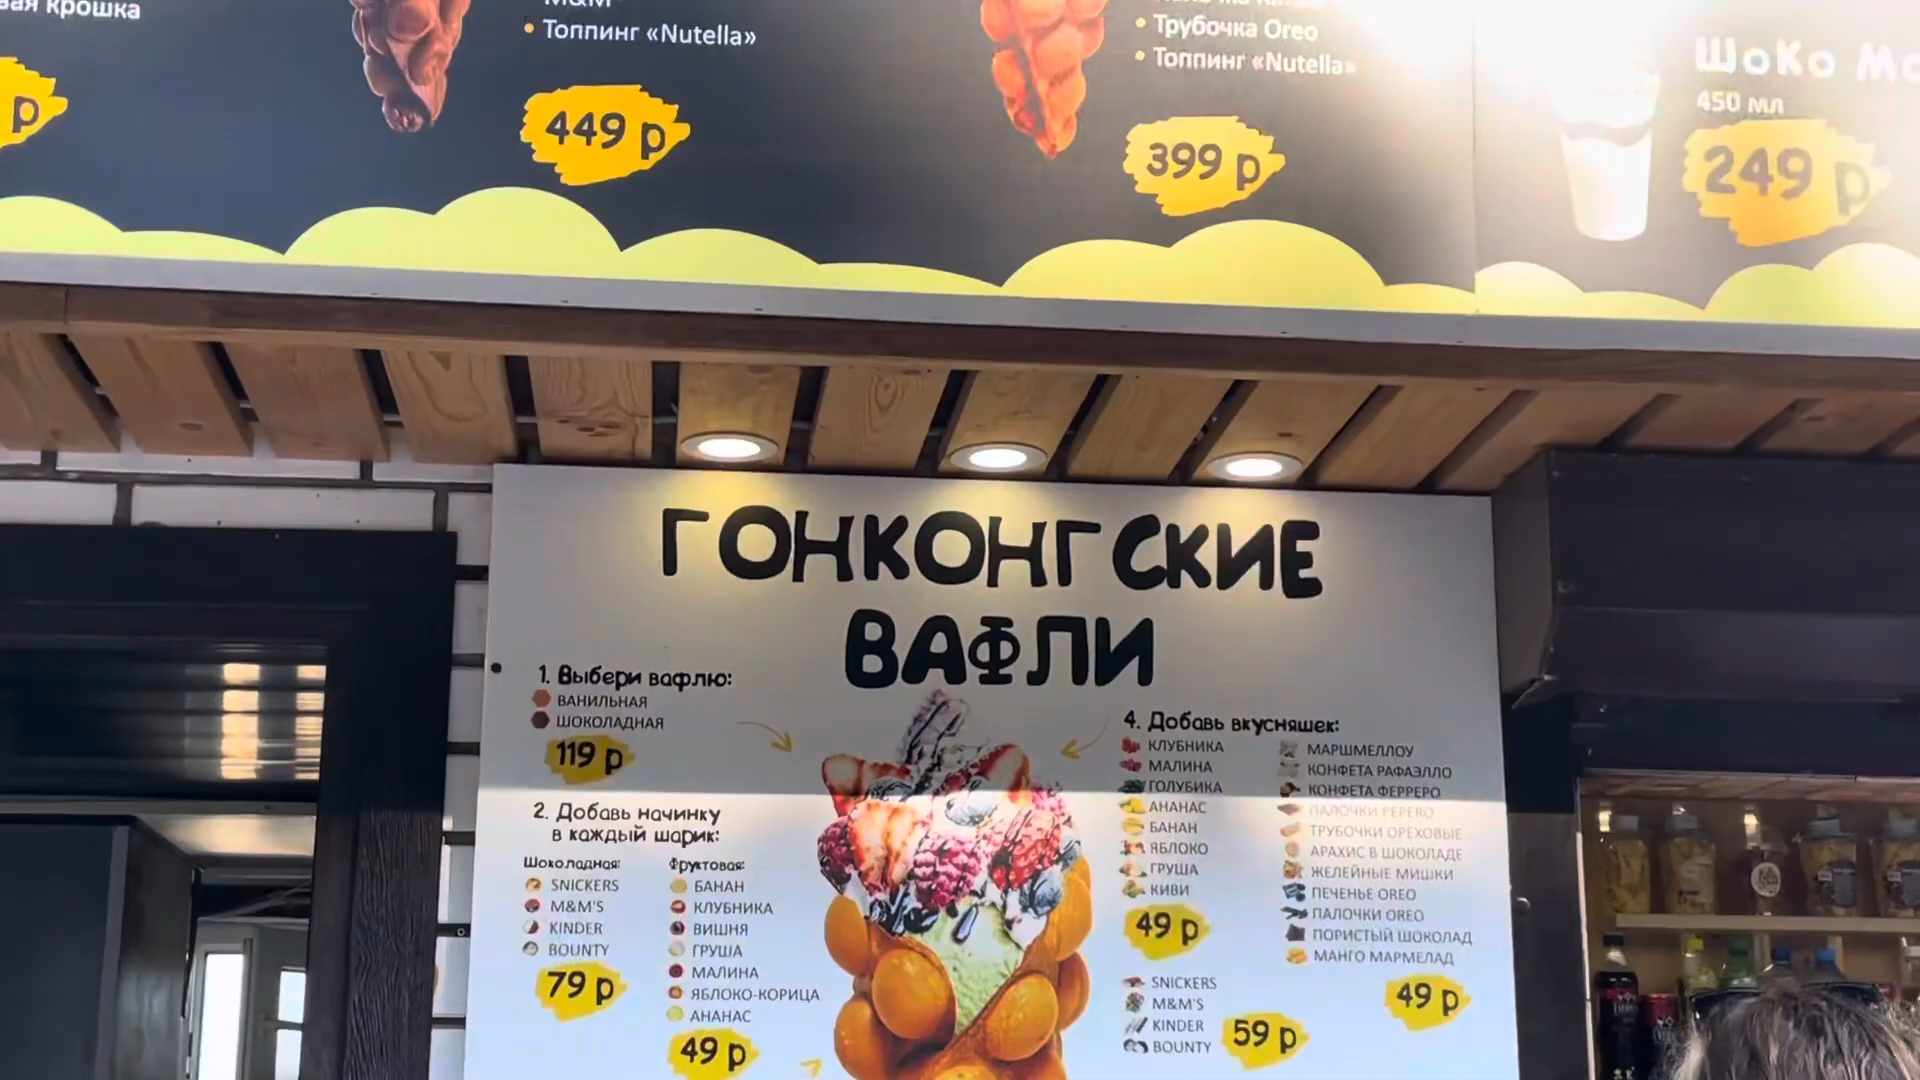 крошка
• Топпинг «Nutella»
449 р
• Трубочка Oreo
• Топпинг «Nutella»
399 р
Шоко
450 мл
249 р
р
ГОНКОНГСКИЕ
ВАФЛИ
1. Выбери вафлю:
ВАНИЛЬНАЯ
ШОКОЛАДНАЯ
119 р
2. Добавь начинку
в каждый шарик:
Шоколадная:
SNICKERS
M&M'S
KINDER
BOUNTY
79 р
Фруктовая:
БАНАН
КЛУБНИКА
ВИШНЯ
ГРУША
МАЛИНА
ЯБЛОКО-КОРИЦА
АНАНАС
49 р
4. Добавь вкусняшек:
КЛУБНИКА
МАЛИНА
ГОЛУБИКА
АНАНАС
БАНАН
ЯБЛОКО
ГРУША
КИВИ
49 р
SNICKERS
M&M'S
KINDER
BOUNTY
59 р
МАРШМЕЛЛОУ
КОНФЕТА РАФАЭЛЛО
КОНФЕТА ФЕРРЕРО
ПАЛОЧКИ PEPERO
ТРУБОЧКИ ОРЕХОВЫЕ
АРАХИС В ШОКОЛАДЕ
ЖЕЛЕЙНЫЕ МИШКИ
ПЕЧЕНЬЕ OREO
ПАЛОЧКИ OREO
ПОРИСТЫЙ ШОКОЛАД
МАНГО МАРМЕЛАД
49 р